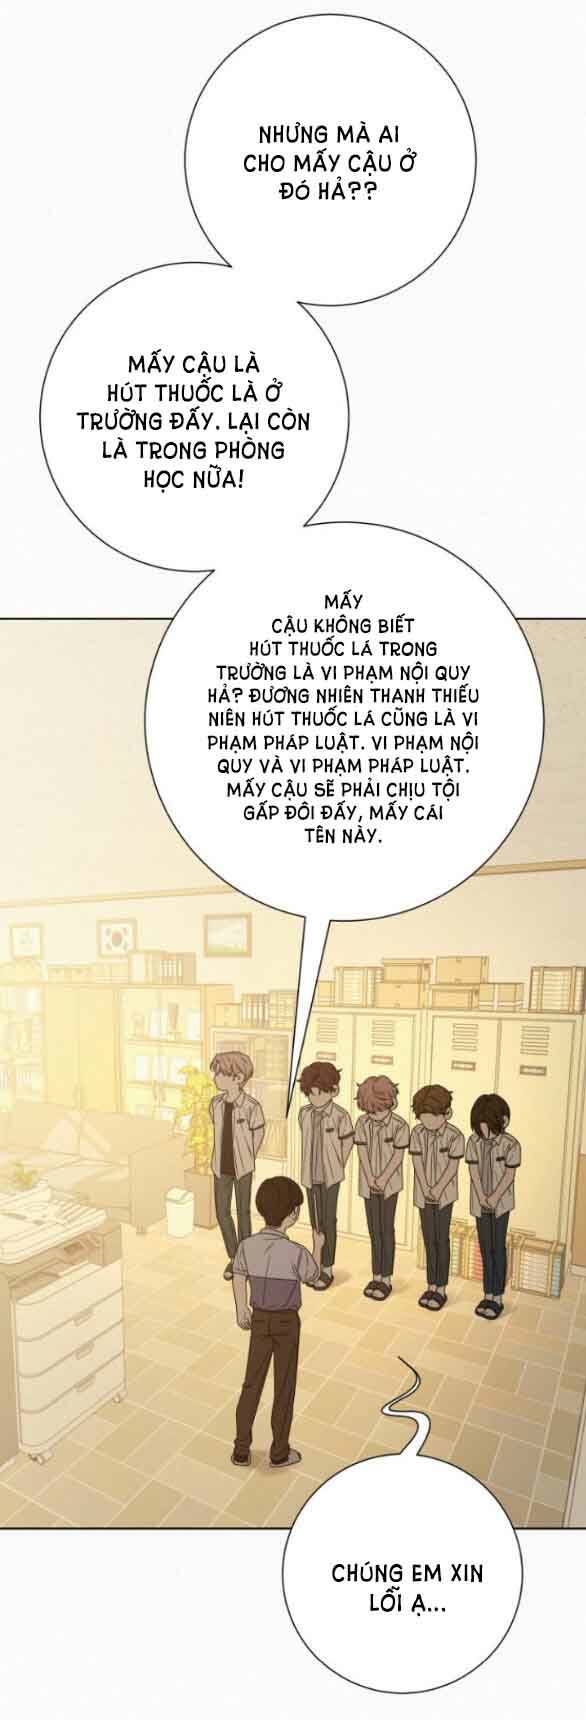 NHƯNG MÀ AI
CHO MẤY CẬU Ở
ĐÓ HẢ??
MẤY CẬU LÀ
HÚT THUỐC LÀ Ở
TRƯỜNG ĐẤY. LẠI CÒN
LÀ TRONG PHÒNG
HỌC NỮA!
MẤY
CẬU KHÔNG BIẾT
HÚT THUỐC LÁ TRONG
TRƯỜNG LÀ VI PHẠM NỘI QUY
HẢ? ĐƯƠNG NHIÊN THANH THIẾU
NIÊN HÚT THUỐC LÁ CŨNG LÀ VI
PHẠM PHÁP LUẬT. VI PHẠM NỘI
QUY VÀ VI PHẠM PHÁP LUẬT.
MẤY CẬU SẼ PHẢI CHỊU TỘI
GẤP ĐÔI ĐẤY, MẤY CÁI
TÊN NÀY.
CHÚNG EM XIN
LỖI Ạ...